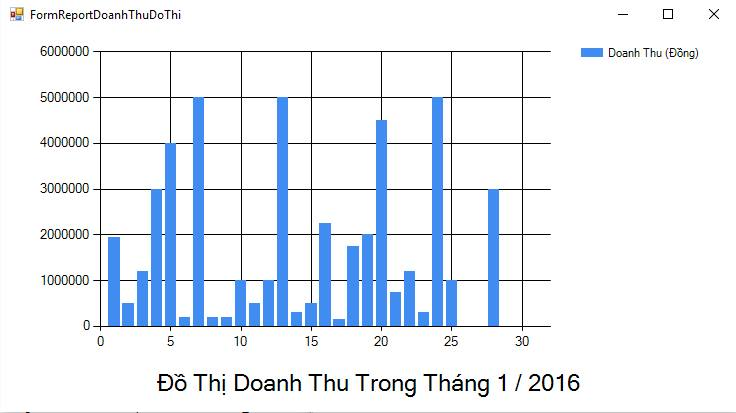 FormReportDoanhThuDoThi
Doanh Thu (Đồng)
6000000
5000000
4000000
3000000
2000000
1000000
0
0 5 10 15 20 25 30
Đồ Thị Doanh Thu Trong Tháng 1 / 2016